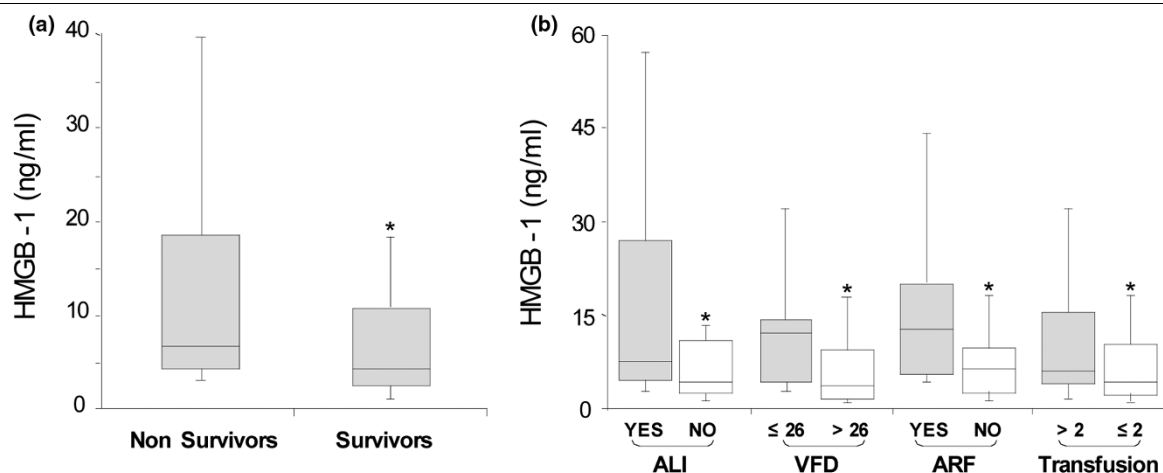 (a)
HMGB - 1 (ng/ml)
40
30
20
10
0
*
Non Survivors Survivors
(b)
HMGB - 1 (ng/ml)
60
45
30
15
0
* * * *
YES NO ≤ 26 > 26 YES NO > 2 ≤ 2
ALI VFD ARF Transfusion